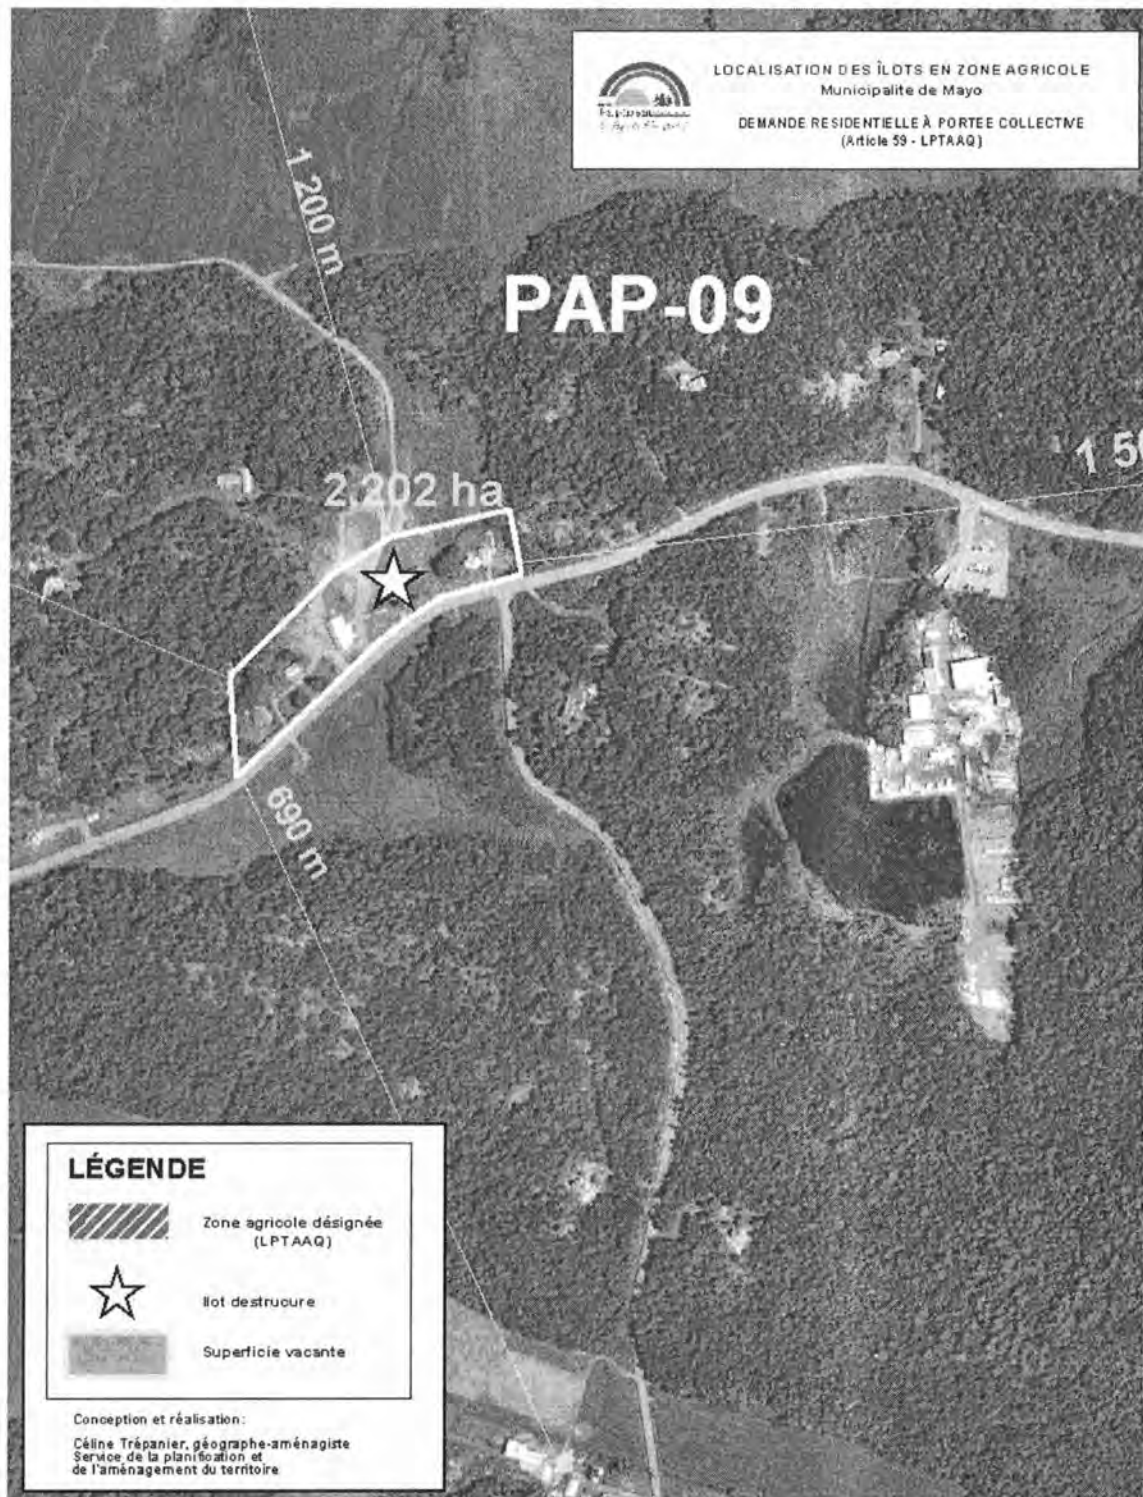 LOCALISATION DES ÎLOTS EN ZONE AGRICOLE
Municipalite de Mayo
DEMANDE RESIDENTIELLE À PORTEE COLLECTIVE
(Article 59 - LPTAAQ)
1 200 m
PAP-09
1 50
2,202 ha
690 m
LÉGENDE
Zone agricole désignée
(LPTAAQ)
Ilot destrucure
Superficie vacante
Conception et réalisation:
Céline Trépanier, géographe-aménagiste
Service de la planification et
de l'aménagement du territoire